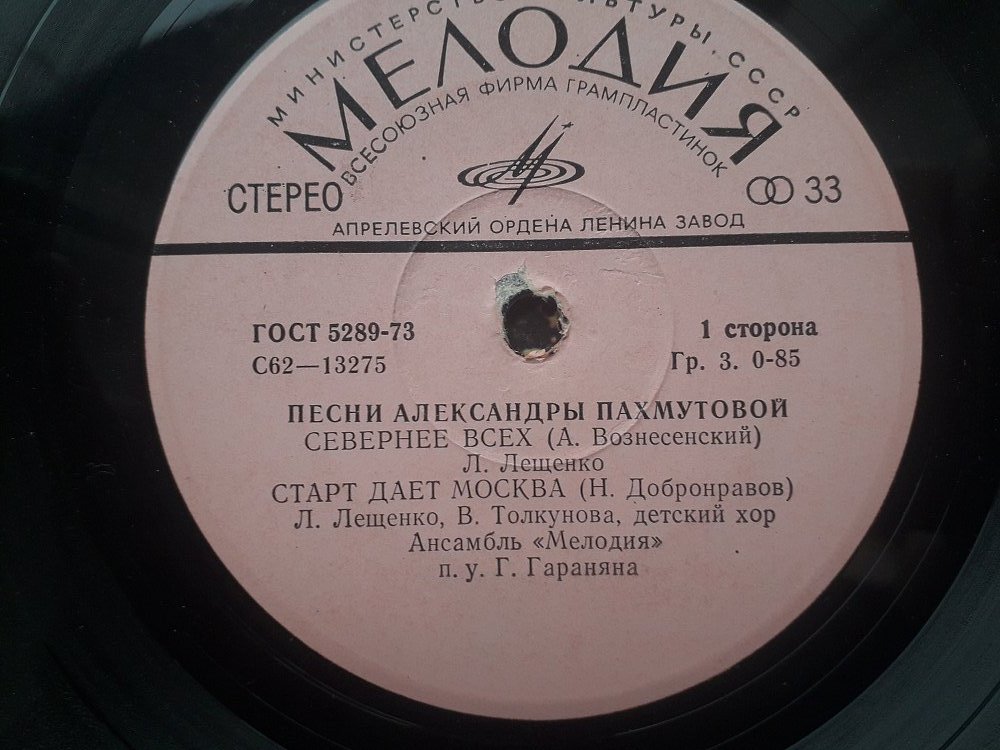 МИНИСТЕРСТВО КУЛЬТУРЫ СССР
МЕЛОДИЯ
ВСЕСОЮЗНАЯ ФИРМА ГРАМПЛАСТИНОК
СТЕРЕО
33
АПРЕЛЕВСКИЙ ОРДЕНА ЛЕНИНА ЗАВОД
ГОСТ 5289-73
1 сторона
С62—13275
Гр. 3. 0-85
ПЕСНИ АЛЕКСАНДРЫ ПАХМУТОВОЙ
СЕВЕРНЕЕ ВСЕХ (А. Вознесенский)
Л. Лещенко
СТАРТ ДАЕТ МОСКВА (Н. Добронравов)
Л. Лещенко, В. Толкунова, детский хор
Ансамбль «Мелодия»
п. у. Г. Гараняна